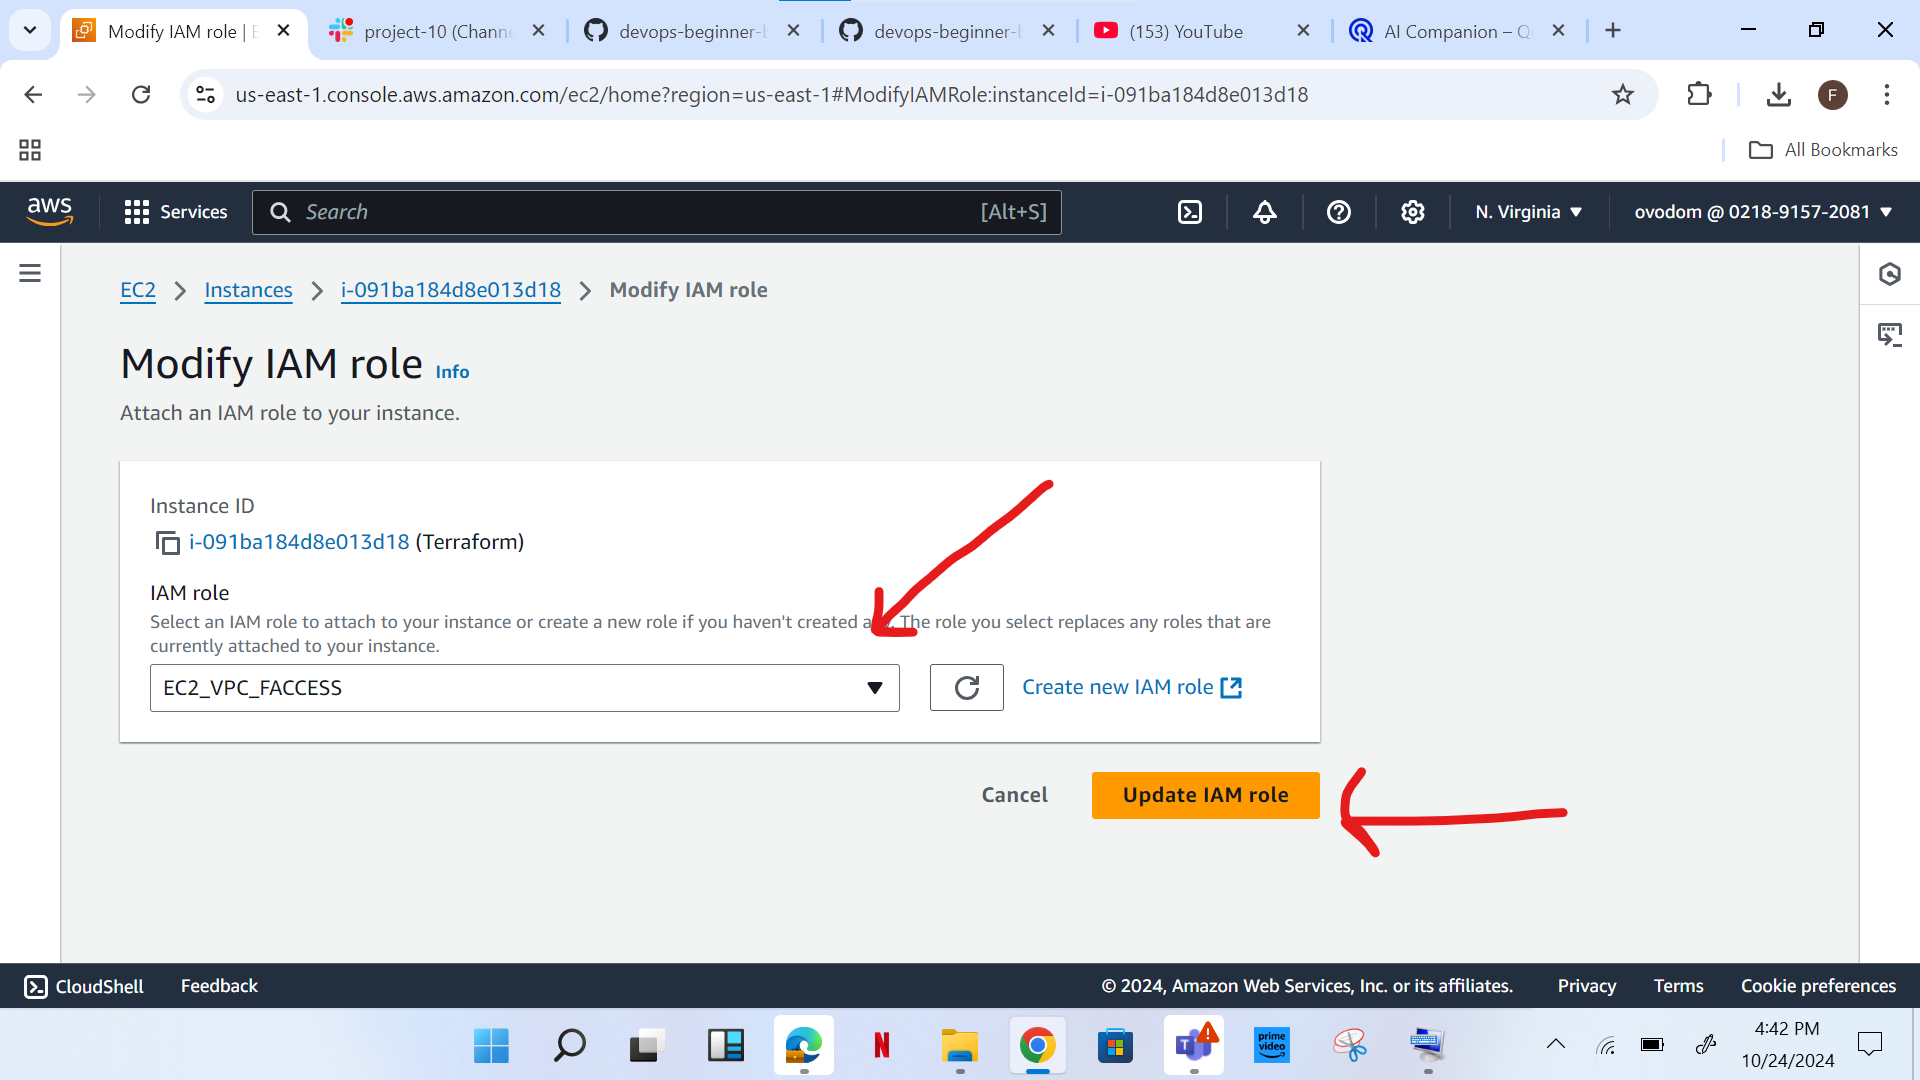 Modify IAM role | E
project-10 (Channe
devops-beginner-b
devops-beginner-b
(153) YouTube
AI Companion – Qu
us-east-1.console.aws.amazon.com/ec2/home?region=us-east-1#ModifyIAMRole:instanceId=i-091ba184d8e013d18
F
All Bookmarks
aws
Services
Search
[Alt+S]
N. Virginia
ovodom @ 0218-9157-2081
EC2 > Instances > i-091ba184d8e013d18 > Modify IAM role
Modify IAM role Info
Attach an IAM role to your instance.
Instance ID
i-091ba184d8e013d18 (Terraform)
IAM role
Select an IAM role to attach to your instance or create a new role if you haven't created The role you select replaces any roles that are
currently attached to your instance.
EC2_VPC_FACCESS
Create new IAM role
Cancel
Update IAM role
CloudShell
Feedback
© 2024, Amazon Web Services, Inc. or its affiliates.
Privacy
Terms
Cookie preferences
N
T
prime video
4:42 PM
10/24/2024